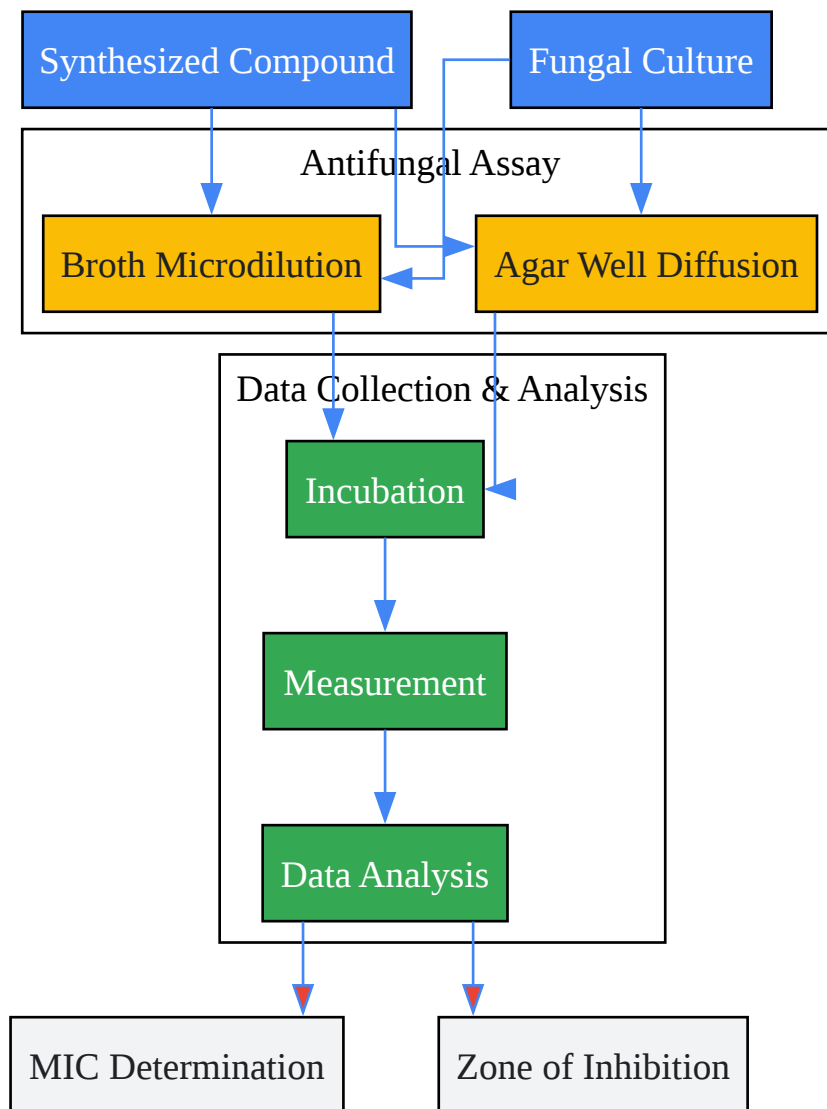 Synthesized Compound
Fungal Culture
Antifungal Assay
Broth Microdilution
Agar Well Diffusion
Data Collection & Analysis
Incubation
Measurement
Data Analysis
MIC Determination
Zone of Inhibition